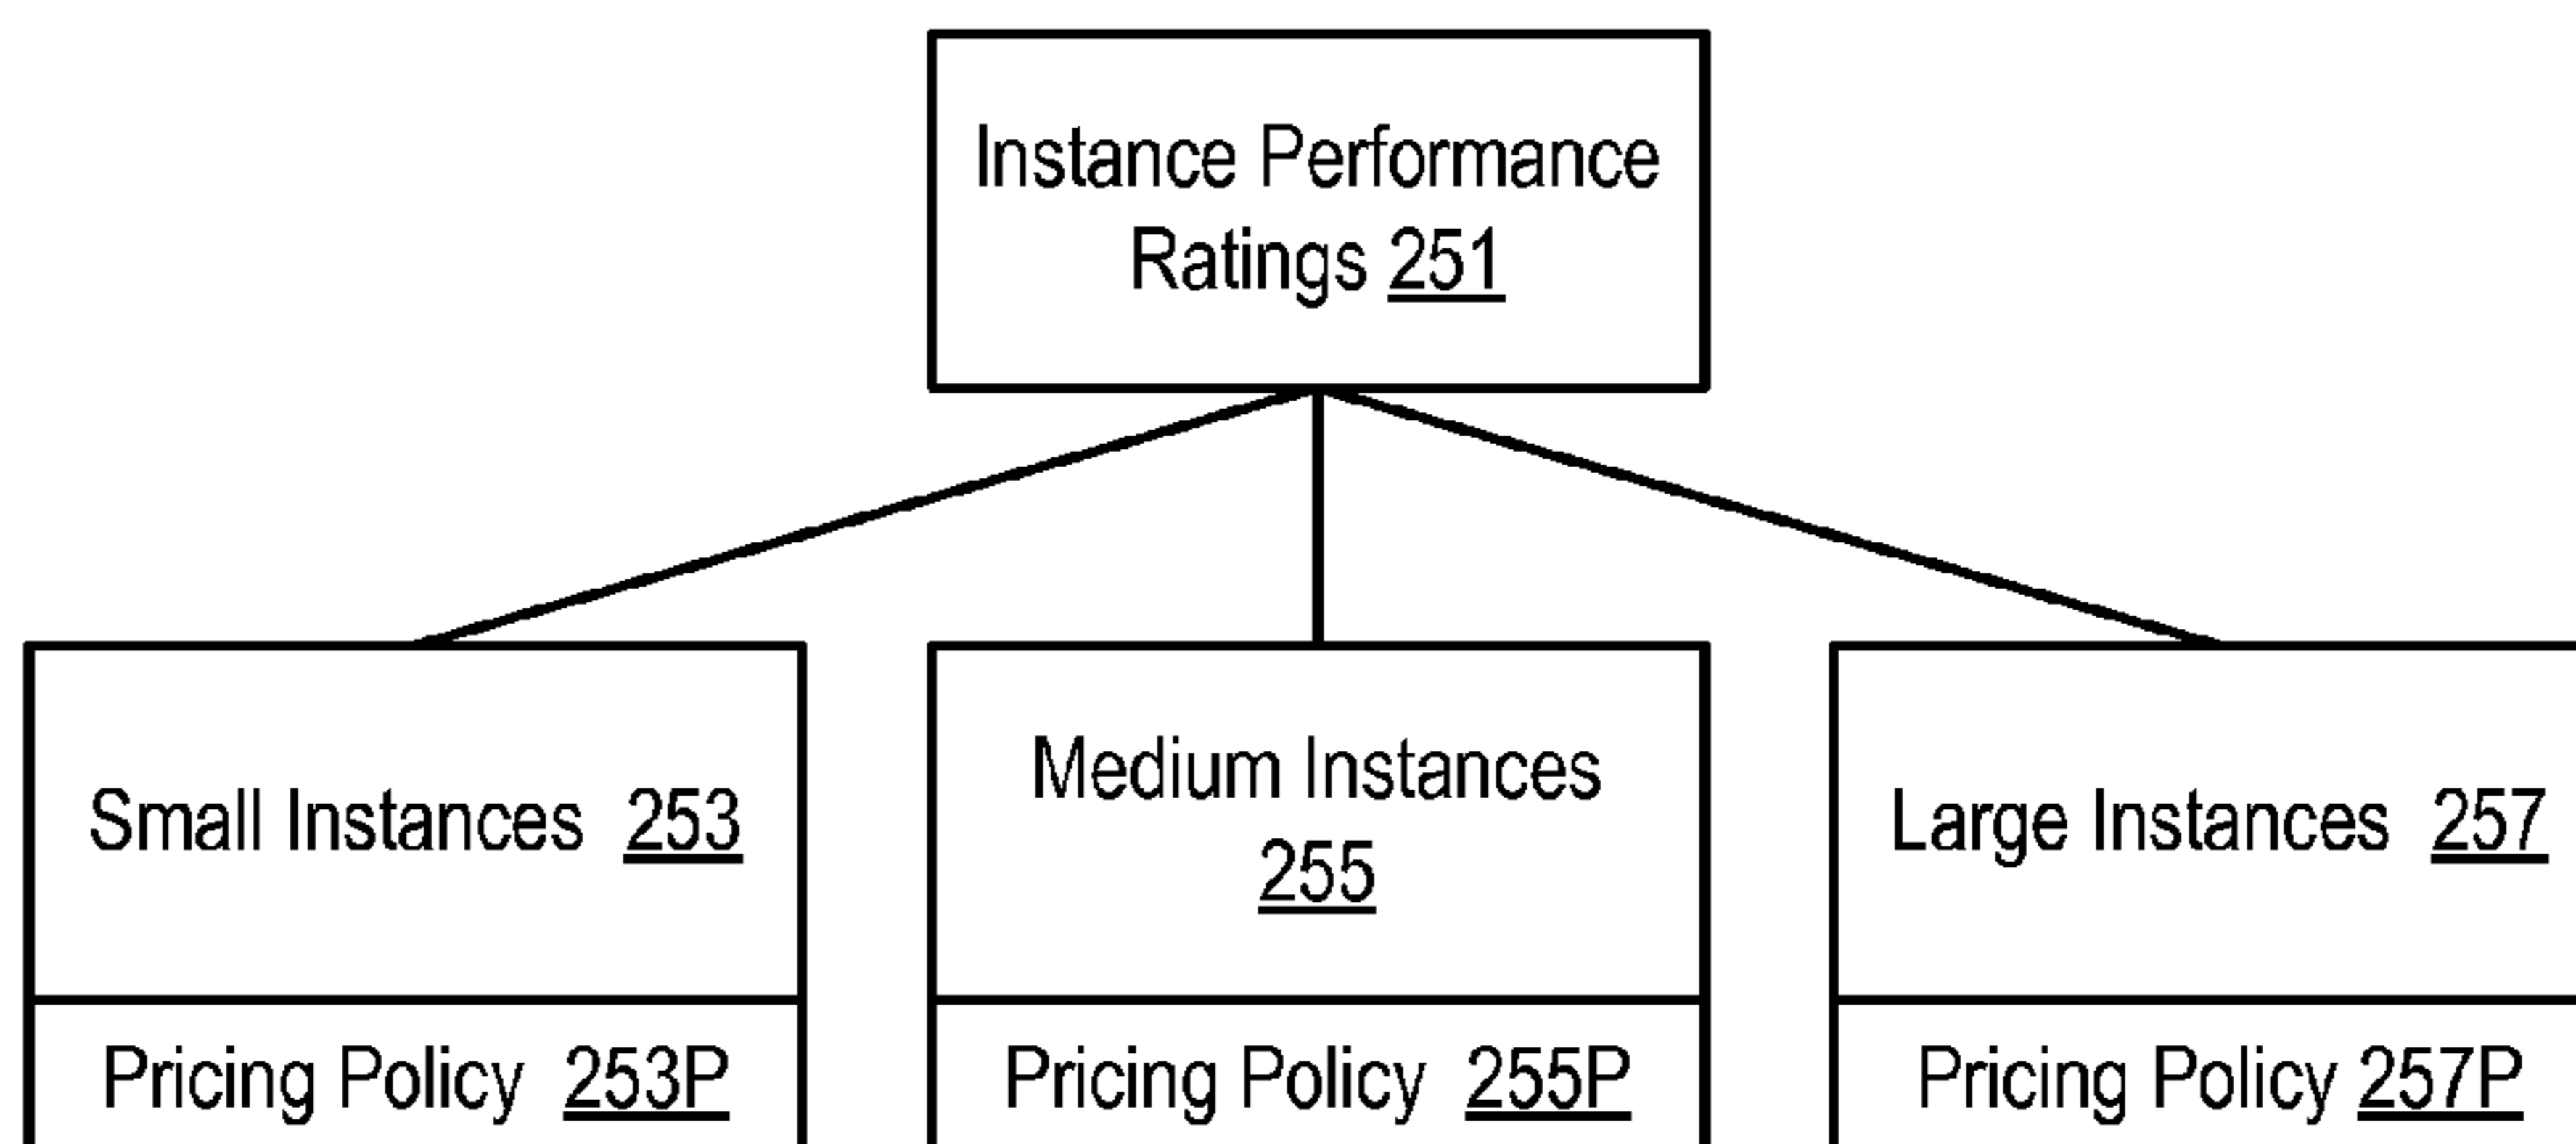 Instance Performance
Ratings 251
Small Instances 253
Medium Instances
255
Large Instances 257
Pricing Policy 253P
Pricing Policy 255P
Pricing Policy 257P